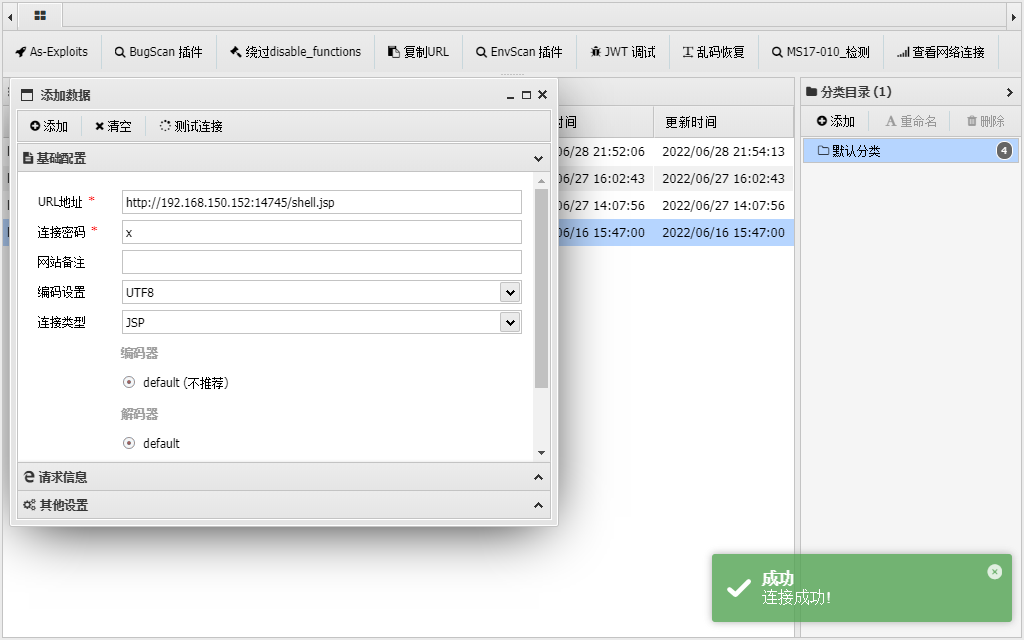 As-Exploits BugScan 插件 绕过disable_functions 复制URL EnvScan 插件 JWT 调试 乱码恢复 MS17-010_检测 查看网络连接
添加数据
添加 清空 测试连接
基础配置
URL地址 * http://192.168.150.152:14745/shell.jsp
连接密码 * x
网站备注
编码设置 UTF8
连接类型 JSP
编码器
default (不推荐)
解码器
default
请求信息
其他设置
时间 更新时间
06/28 21:52:06 2022/06/28 21:54:13
06/27 16:02:43 2022/06/27 16:02:43
06/27 14:07:56 2022/06/27 14:07:56
06/16 15:47:00 2022/06/16 15:47:00
分类目录 (1)
添加 重命名 删除
默认分类 4
成功
连接成功!